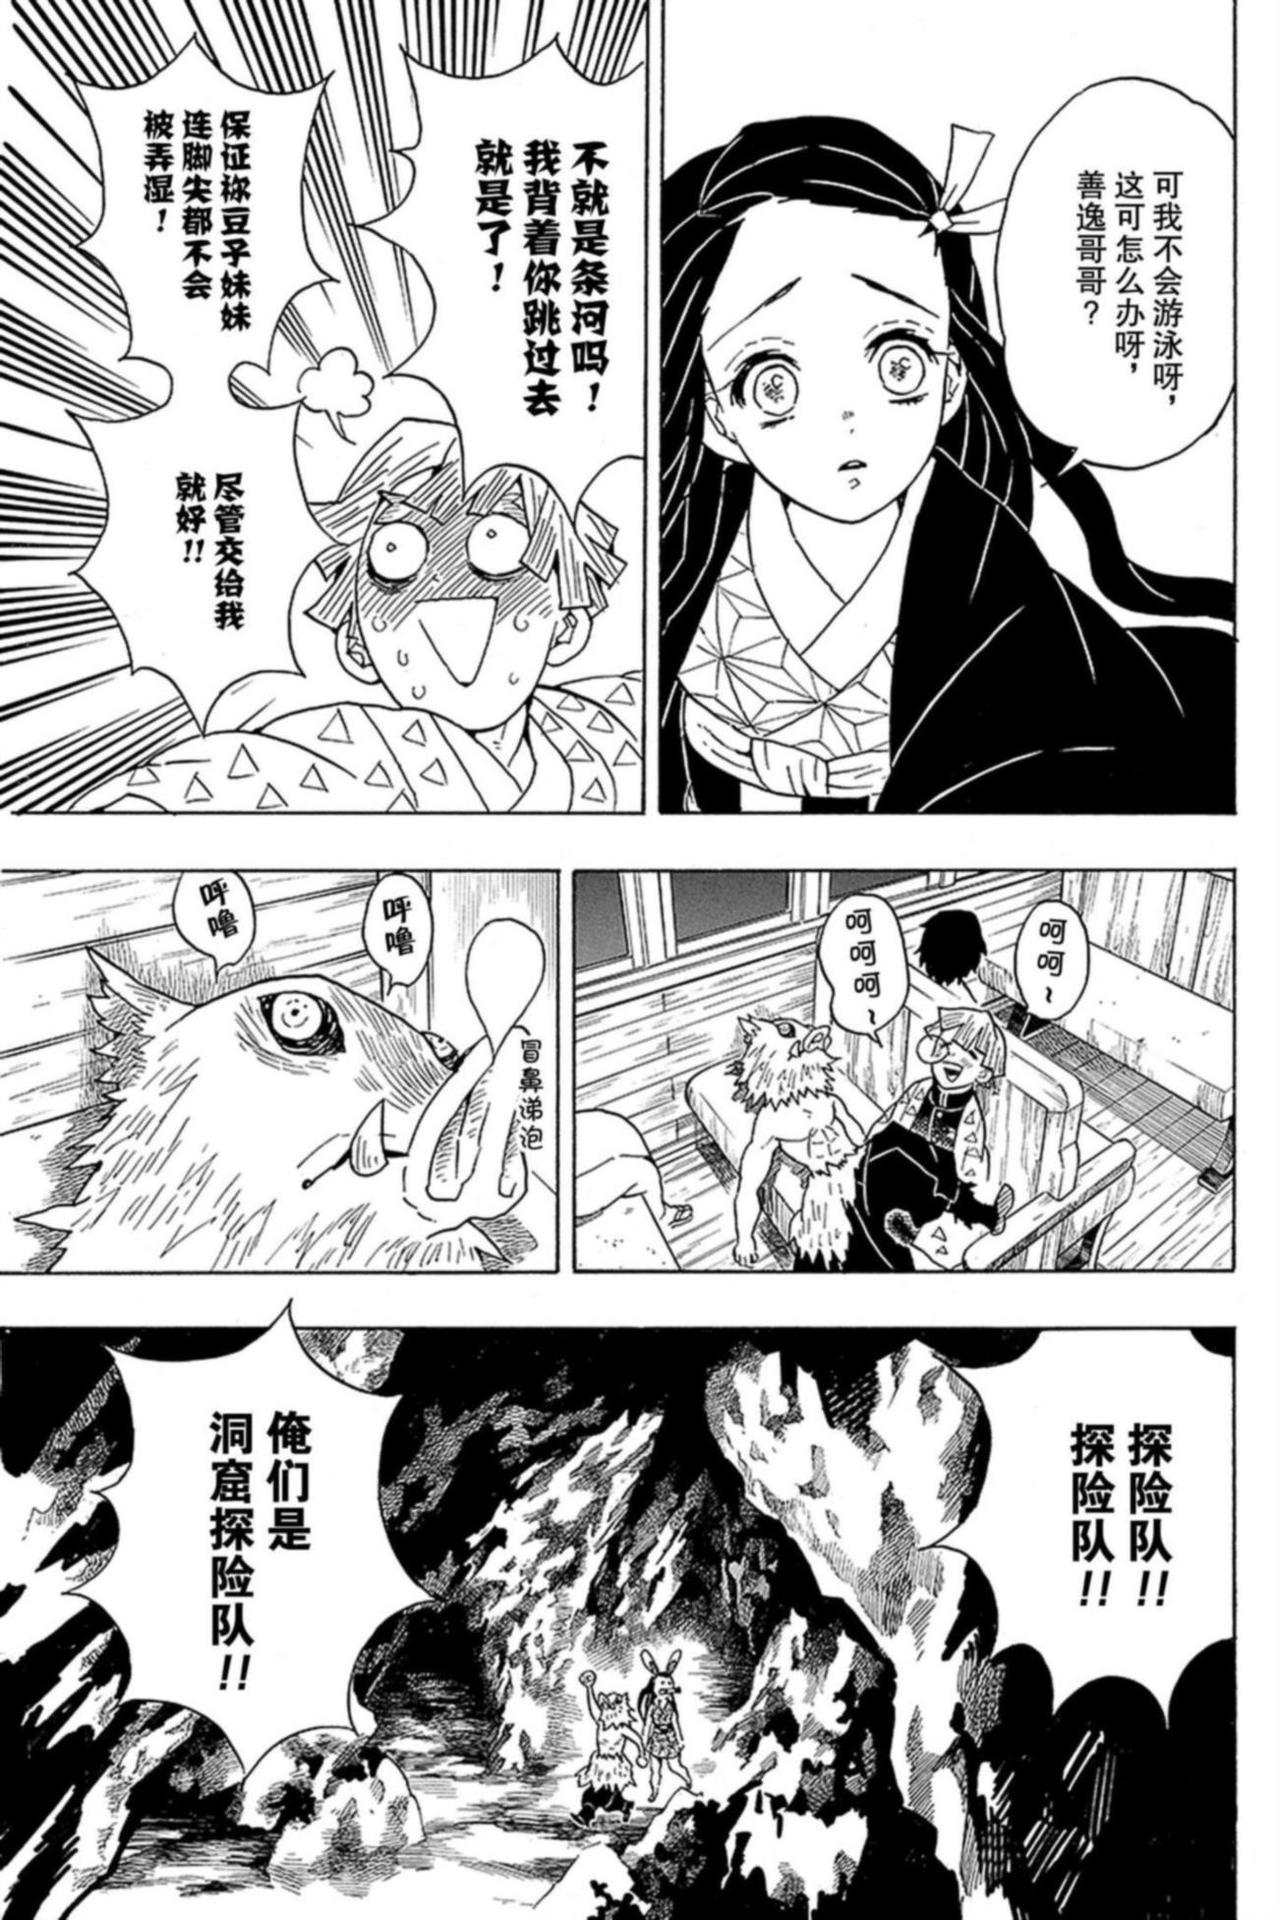 可我不会游泳呀，
这可怎么办呀，
善逸哥哥？
不就是条河吗！
我背着你跳过去
就是了！
保证祢豆子妹妹
连脚尖都不会
被弄湿！
尽管交给我
就好!!
呵呵～
呵呵呵～
呼噜
呼噜
冒鼻涕泡
探险队!!
探险队!!
俺们是
洞窟探险队!!